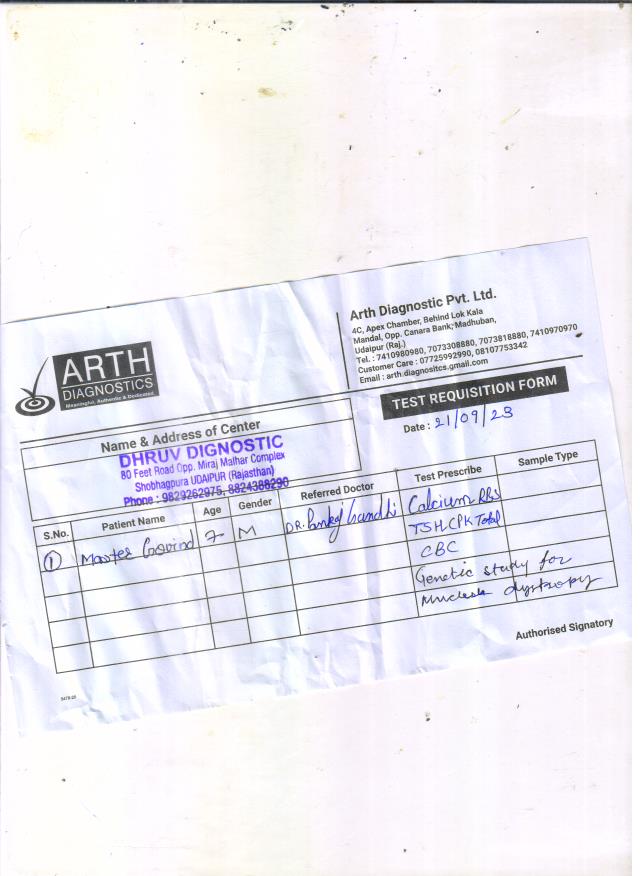 ARTH
DIAGNOSTICS
Meaningful, Authentic & Dedicated.
Arth Diagnostic Pvt. Ltd.
4C, Apex Chamber, Behind Lok Kala
Mandal, Opp. Canara Bank, Madhuban,
Udaipur (Raj.)
Tel. : 7410980980, 7073308880, 7073818880, 7410970970
Customer Care : 07725992990, 08107753342
Email : arth.diagnositcs.gmail.com
TEST REQUISITION FORM
Date : 21/09/23
Name & Address of Center
DHRUV DIGNOSTIC
80 Feet Road Opp. Miraj Malhar Complex
Shobhagpura UDAIPUR (Rajasthan)
Phone : 9829262975, 8824388290
S.No. Patient Name Age Gender Referred Doctor Test Prescribe Sample Type
1 Master Govind 7 M DR. Pankaj Gandhi Calcium RBS
TSH CPK Total
CBC
Genetic study for
dystropy
Authorised Signatory